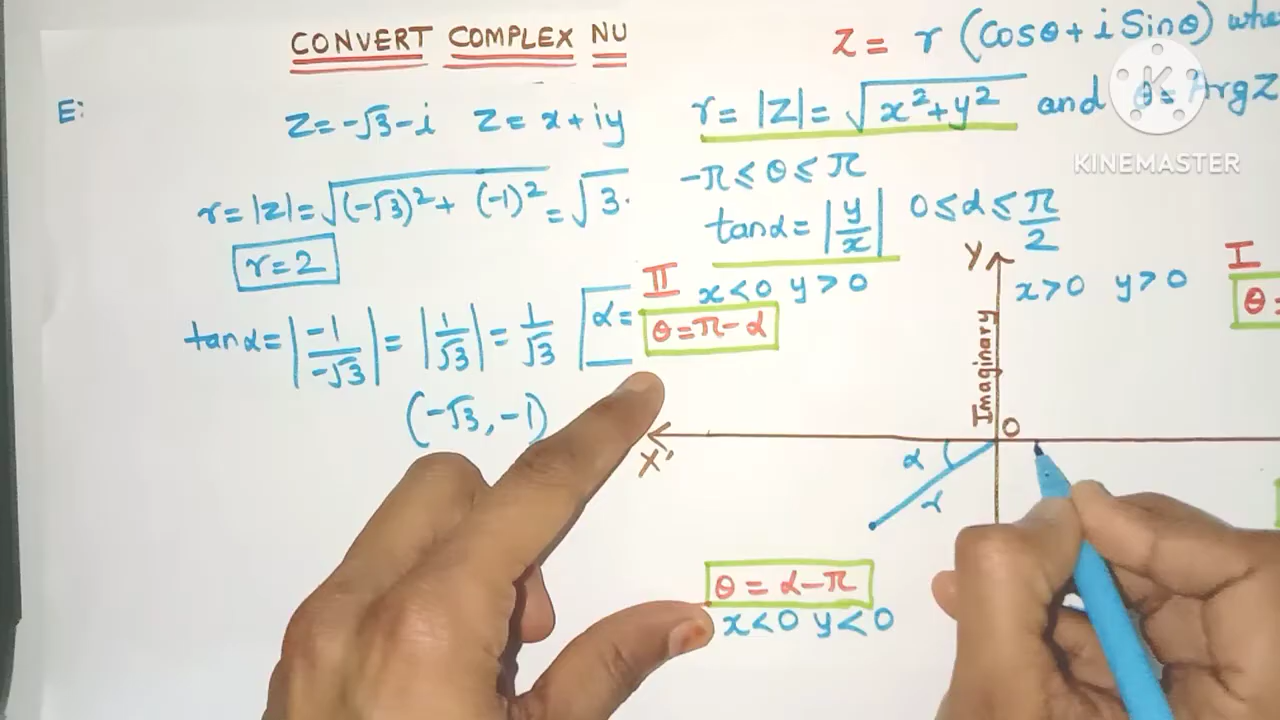 CONVERT COMPLEX NU
E:
Z=-√3-i Z=x+iy
r=|Z|=√(-√3)²+ (-1)² = √3.
r=2
tanα=|-1/-√3|=|1/√3|=1/√3 α=
(-√3,-1)
Z= r(Cosθ+iSinθ) whe
r=|Z|=√x²+y² and θ= ArgZ
K
KINEMASTER
-π≤θ≤π
tanα=|y/x| 0≤α≤π/2
II
x<0 y>0
θ=π-α
Y
Imaginary
x>0 y>0
I
θ=
X'
O
α
r
θ=α-π
x<0 y<0